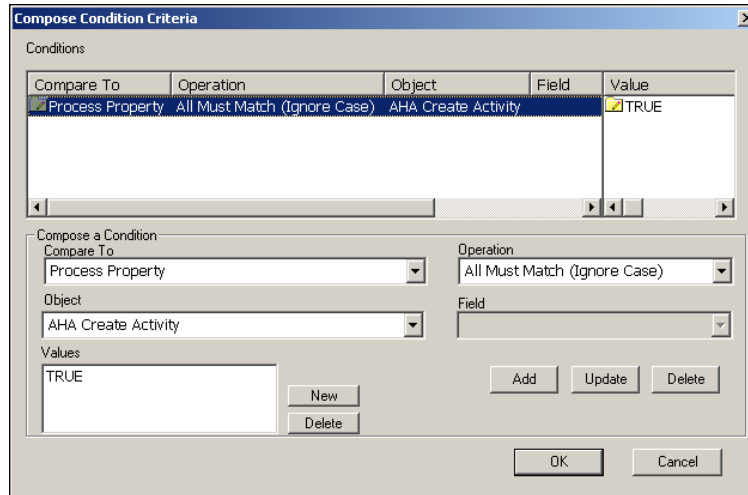 Compose Condition Criteria
Conditions
Compare To Operation Object Field Value
Process Property All Must Match (Ignore Case) AHA Create Activity TRUE
Compose a Condition
Compare To Operation
Process Property All Must Match (Ignore Case)
Object Field
AHA Create Activity
Values
TRUE
Add Update Delete
New
Delete
OK Cancel